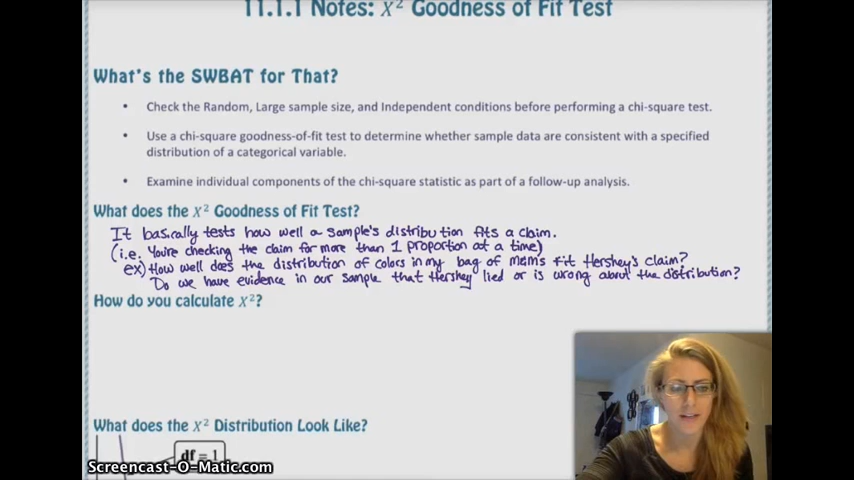 11.1.1 Notes: X² Goodness of Fit Test
What's the SWBAT for That?
• Check the Random, Large sample size, and Independent conditions before performing a chi-square test.
• Use a chi-square goodness-of-fit test to determine whether sample data are consistent with a specified
distribution of a categorical variable.
• Examine individual components of the chi-square statistic as part of a follow-up analysis.
What does the X² Goodness of Fit Test?
It basically tests how well a sample's distribution fits a claim.
(i.e. You're checking the claim for more than 1 proportion at a time)
ex) How well does the distribution of colors in my bag of M&M's fit Hershey's claim?
Do we have evidence in our sample that Hershey lied or is wrong about the distribution?
How do you calculate X²?
What does the X² Distribution Look Like?
df = 1
Screencast-O-Matic.com